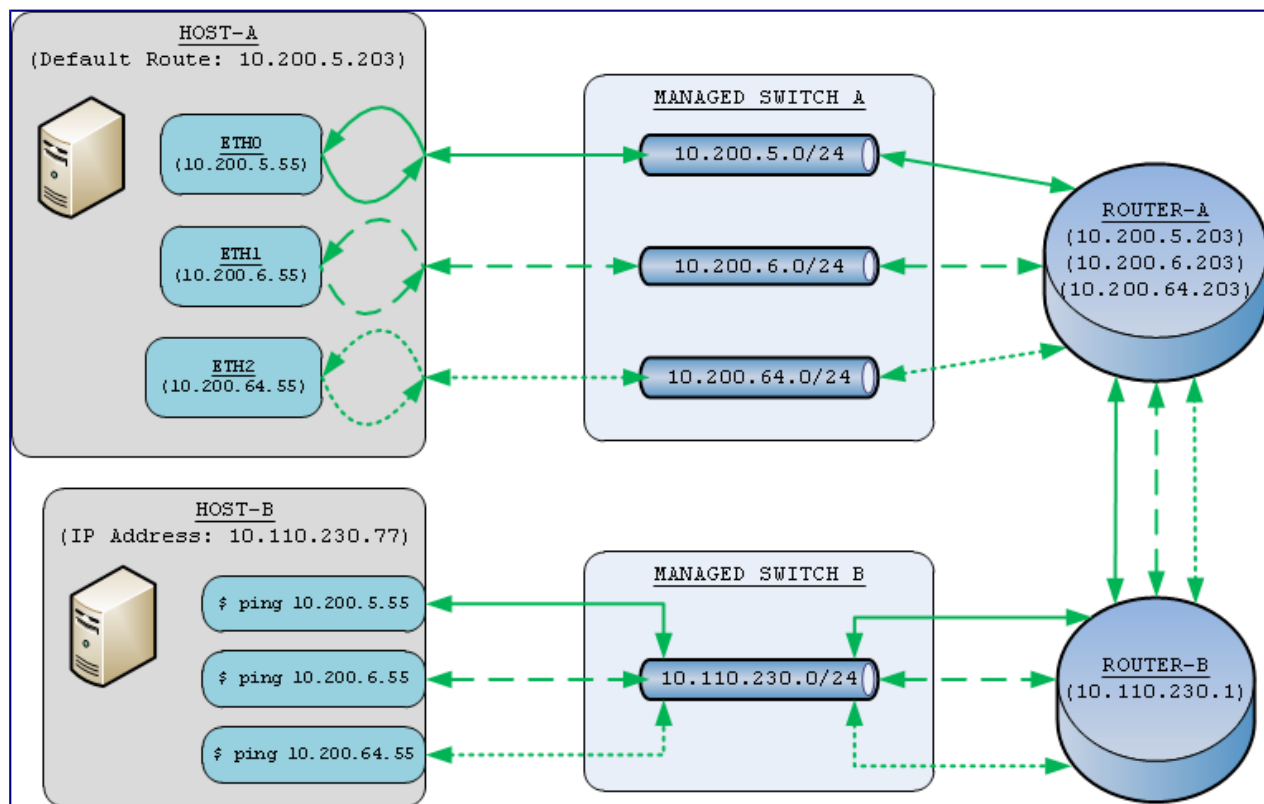 HOST-A
(Default Route: 10.200.5.203)
ETH0
(10.200.5.55)
ETH1
(10.200.6.55)
ETH2
(10.200.64.55)
MANAGED SWITCH A
10.200.5.0/24
10.200.6.0/24
10.200.64.0/24
ROUTER-A
(10.200.5.203)
(10.200.6.203)
(10.200.64.203)
HOST-B
(IP Address: 10.110.230.77)
$ ping 10.200.5.55
$ ping 10.200.6.55
$ ping 10.200.64.55
MANAGED SWITCH B
10.110.230.0/24
ROUTER-B
(10.110.230.1)